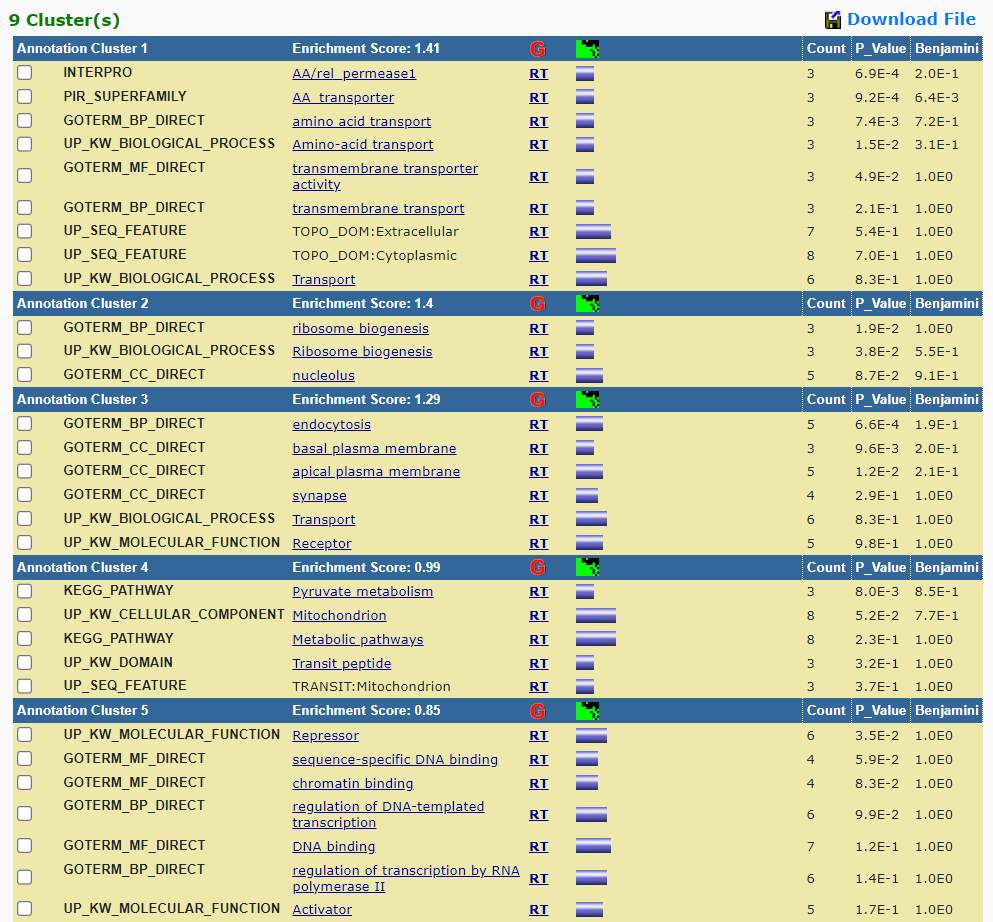 9 Cluster(s) Download File
Annotation Cluster 1 Enrichment Score: 1.41 G Count P_Value Benjamini
INTERPRO AA/rel_permease1 RT 3 6.9E-4 2.0E-1
PIR_SUPERFAMILY AA_transporter RT 3 9.2E-4 6.4E-3
GOTERM_BP_DIRECT amino acid transport RT 3 7.4E-3 7.2E-1
UP_KW_BIOLOGICAL_PROCESS Amino-acid transport RT 3 1.5E-2 3.1E-1
GOTERM_MF_DIRECT transmembrane transporter
activity RT 3 4.9E-2 1.0E0
GOTERM_BP_DIRECT transmembrane transport RT 3 2.1E-1 1.0E0
UP_SEQ_FEATURE TOPO_DOM:Extracellular RT 7 5.4E-1 1.0E0
UP_SEQ_FEATURE TOPO_DOM:Cytoplasmic RT 8 7.0E-1 1.0E0
UP_KW_BIOLOGICAL_PROCESS Transport RT 6 8.3E-1 1.0E0
Annotation Cluster 2 Enrichment Score: 1.4 G Count P_Value Benjamini
GOTERM_BP_DIRECT ribosome biogenesis RT 3 1.9E-2 1.0E0
UP_KW_BIOLOGICAL_PROCESS Ribosome biogenesis RT 3 3.8E-2 5.5E-1
GOTERM_CC_DIRECT nucleolus RT 5 8.7E-2 9.1E-1
Annotation Cluster 3 Enrichment Score: 1.29 G Count P_Value Benjamini
GOTERM_BP_DIRECT endocytosis RT 5 6.6E-4 1.9E-1
GOTERM_CC_DIRECT basal plasma membrane RT 3 9.6E-3 2.0E-1
GOTERM_CC_DIRECT apical plasma membrane RT 5 1.2E-2 2.1E-1
GOTERM_CC_DIRECT synapse RT 4 2.9E-1 1.0E0
UP_KW_BIOLOGICAL_PROCESS Transport RT 6 8.3E-1 1.0E0
UP_KW_MOLECULAR_FUNCTION Receptor RT 5 9.8E-1 1.0E0
Annotation Cluster 4 Enrichment Score: 0.99 G Count P_Value Benjamini
KEGG_PATHWAY Pyruvate metabolism RT 3 8.0E-3 8.5E-1
UP_KW_CELLULAR_COMPONENT Mitochondrion RT 8 5.2E-2 7.7E-1
KEGG_PATHWAY Metabolic pathways RT 8 2.3E-1 1.0E0
UP_KW_DOMAIN Transit peptide RT 3 3.2E-1 1.0E0
UP_SEQ_FEATURE TRANSIT:Mitochondrion RT 3 3.7E-1 1.0E0
Annotation Cluster 5 Enrichment Score: 0.85 G Count P_Value Benjamini
UP_KW_MOLECULAR_FUNCTION Repressor RT 6 3.5E-2 1.0E0
GOTERM_MF_DIRECT sequence-specific DNA binding RT 4 5.9E-2 1.0E0
GOTERM_MF_DIRECT chromatin binding RT 4 8.3E-2 1.0E0
GOTERM_BP_DIRECT regulation of DNA-templated
transcription RT 6 9.9E-2 1.0E0
GOTERM_MF_DIRECT DNA binding RT 7 1.2E-1 1.0E0
GOTERM_BP_DIRECT regulation of transcription by RNA
polymerase II RT 6 1.4E-1 1.0E0
UP_KW_MOLECULAR_FUNCTION Activator RT 5 1.7E-1 1.0E0